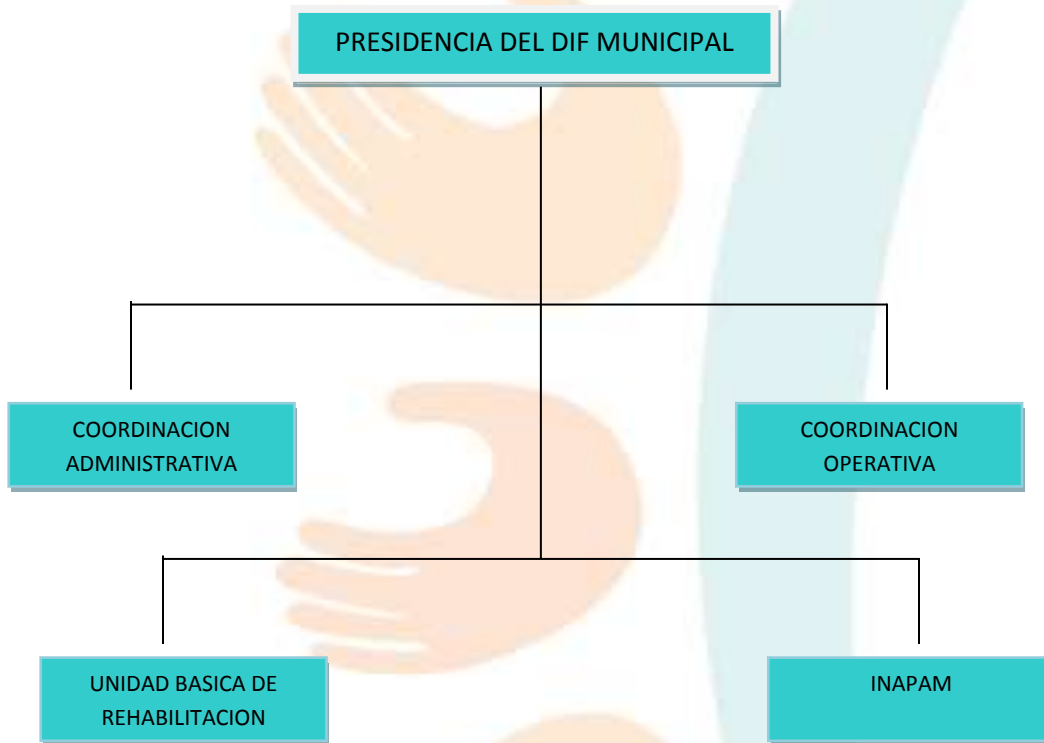 PRESIDENCIA DEL DIF MUNICIPAL
COORDINACION
ADMINISTRATIVA
COORDINACION
OPERATIVA
UNIDAD BASICA DE
REHABILITACION
INAPAM